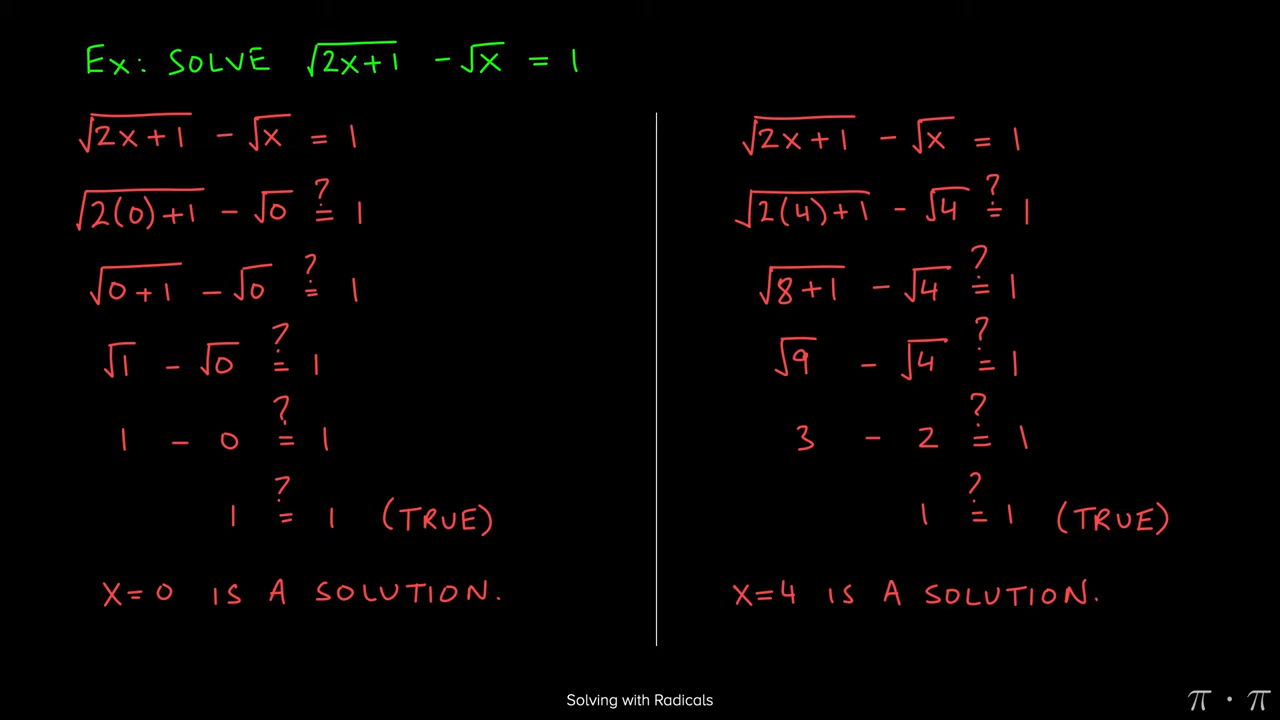 Ex: SOLVE √(2x+1) - √x = 1
√(2x+1) - √x = 1
√(2(0)+1) - √0 ≟ 1
√(0+1) - √0 ≟ 1
√1 - √0 ≟ 1
1 - 0 ≟ 1
1 ≟ 1 (TRUE)
X=0 IS A SOLUTION.
√(2x+1) - √x = 1
√(2(4)+1) - √4 ≟ 1
√(8+1) - √4 ≟ 1
√9 - √4 ≟ 1
3 - 2 ≟ 1
1 ≟ 1 (TRUE)
X=4 IS A SOLUTION.
Solving with Radicals
π · π